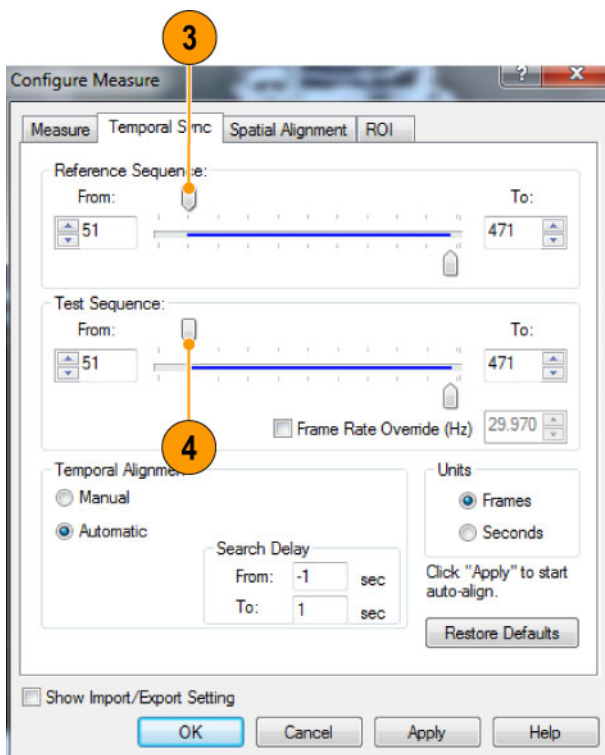 3
Configure Measure
?
X
Measure Temporal Sync Spatial Alignment ROI
Reference Sequence:
From: To:
51 471
Test Sequence:
From: To:
51 471
Frame Rate Override (Hz) 29.970
4
Temporal Units
Manual Frames
Automatic Seconds
Search Delay
From: -1 sec
To: 1 sec
Click "Apply" to start
auto-align.
Restore Defaults
Show Import/Export Setting
OK Cancel Apply Help